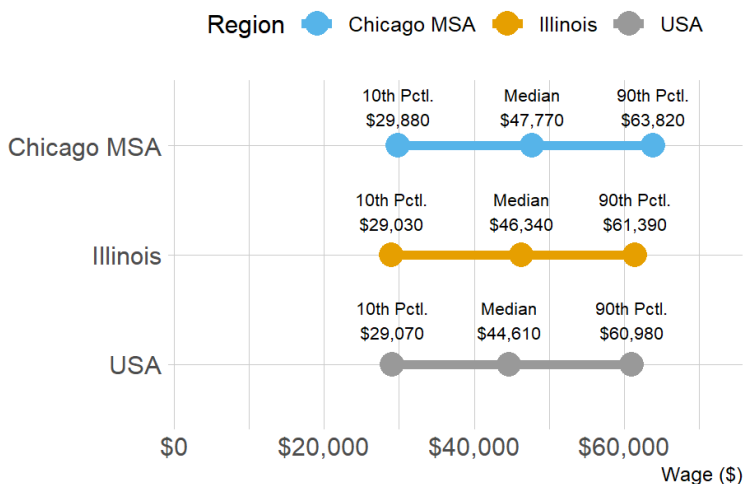 Region Chicago MSA Illinois USA
10th Pctl. Median 90th Pctl.
$29,880 $47,770 $63,820
Chicago MSA
10th Pctl. Median 90th Pctl.
$29,030 $46,340 $61,390
Illinois
10th Pctl. Median 90th Pctl.
$29,070 $44,610 $60,980
USA
$0 $20,000 $40,000 $60,000
Wage ($)